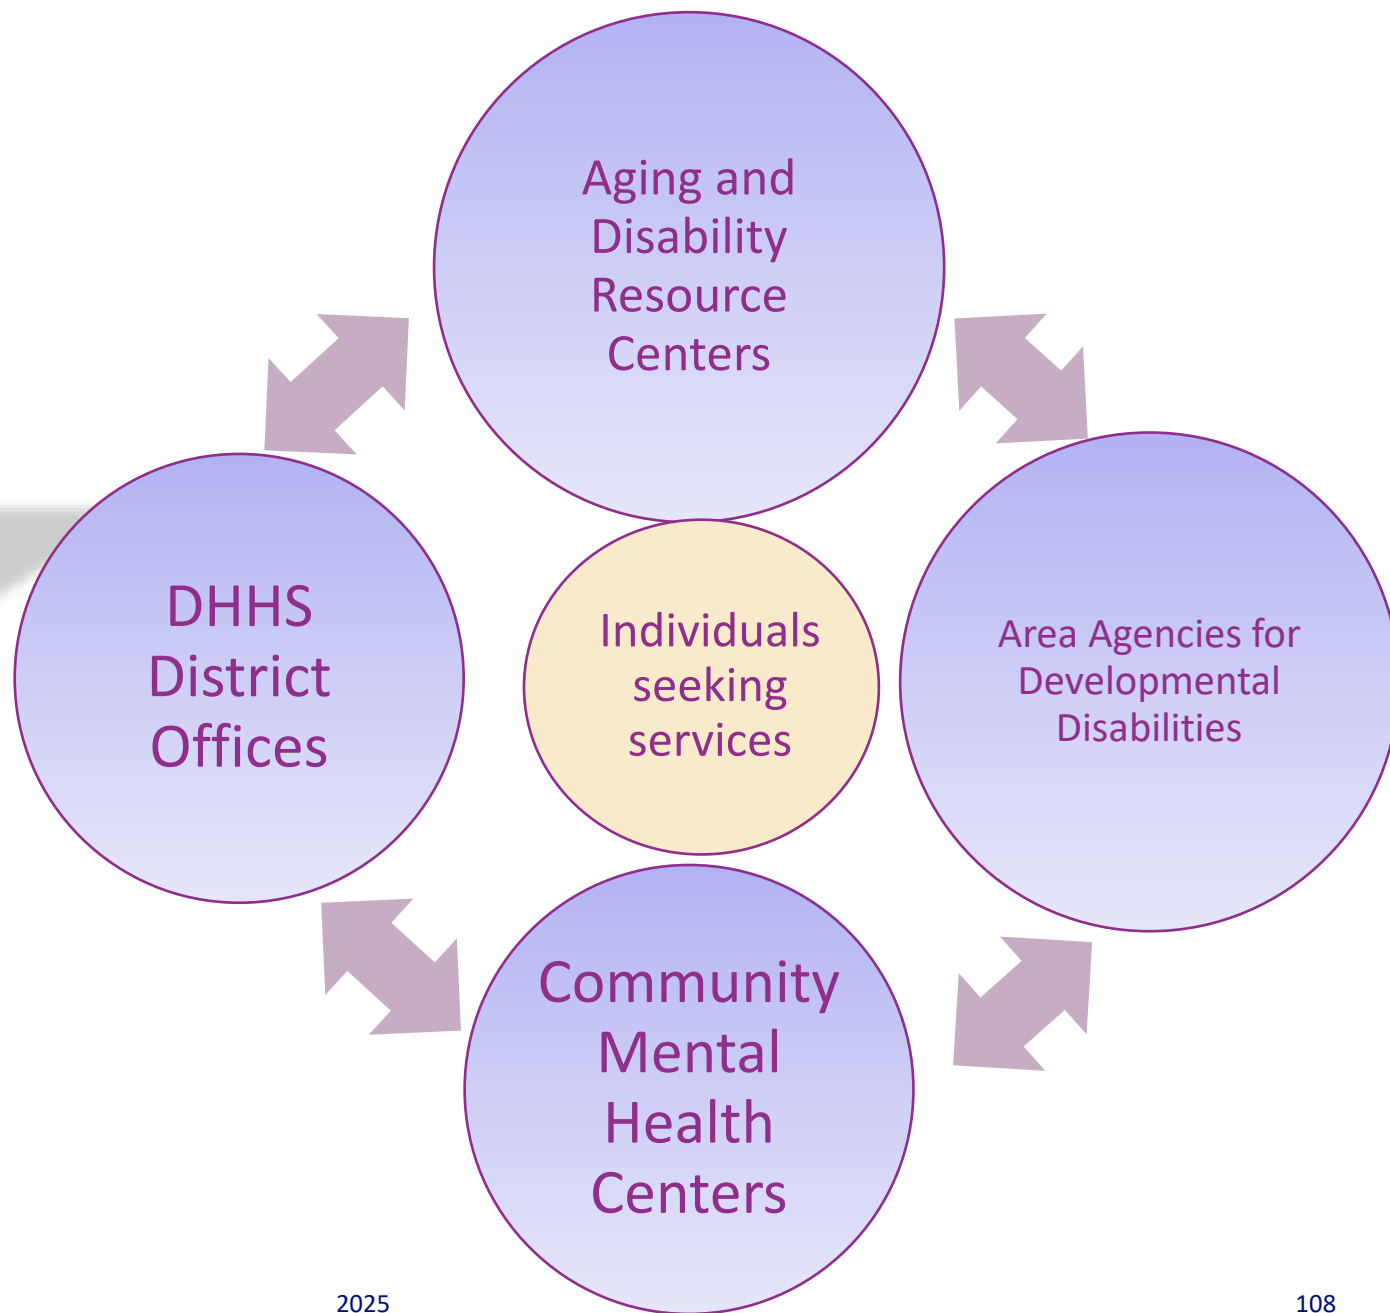 Aging and
Disability
Resource
Centers
DHHS
District
Offices
Individuals
seeking
services
Area Agencies for
Developmental
Disabilities
Community
Mental
Health
Centers
2025
108